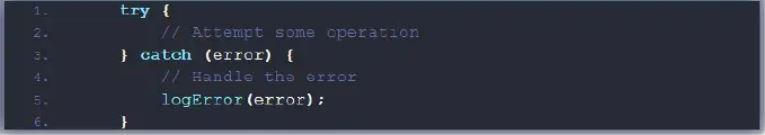 1. try {
2. // Attempt some operation
3. } catch (error) {
4. // Handle the error
5. logError(error);
6. }